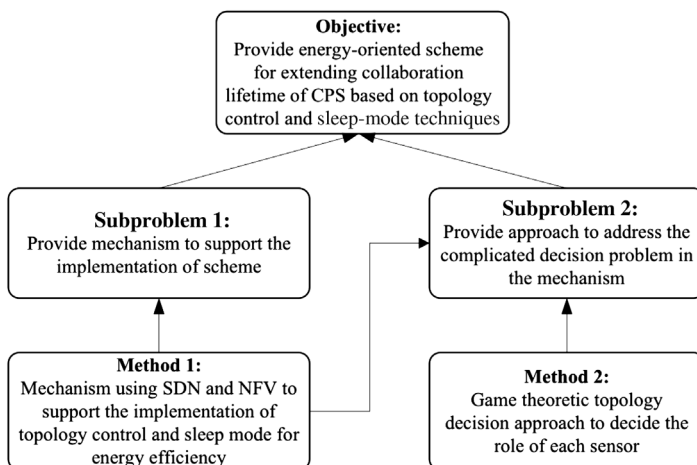 Objective:
Provide energy-oriented scheme
for extending collaboration
lifetime of CPS based on topology
control and sleep-mode techniques
Subproblem 1:
Provide mechanism to support the
implementation of scheme
Subproblem 2:
Provide approach to address the
complicated decision problem in
the mechanism
Method 1:
Mechanism using SDN and NFV to
support the implementation of
topology control and sleep mode for
energy efficiency
Method 2:
Game theoretic topology
decision approach to decide the
role of each sensor